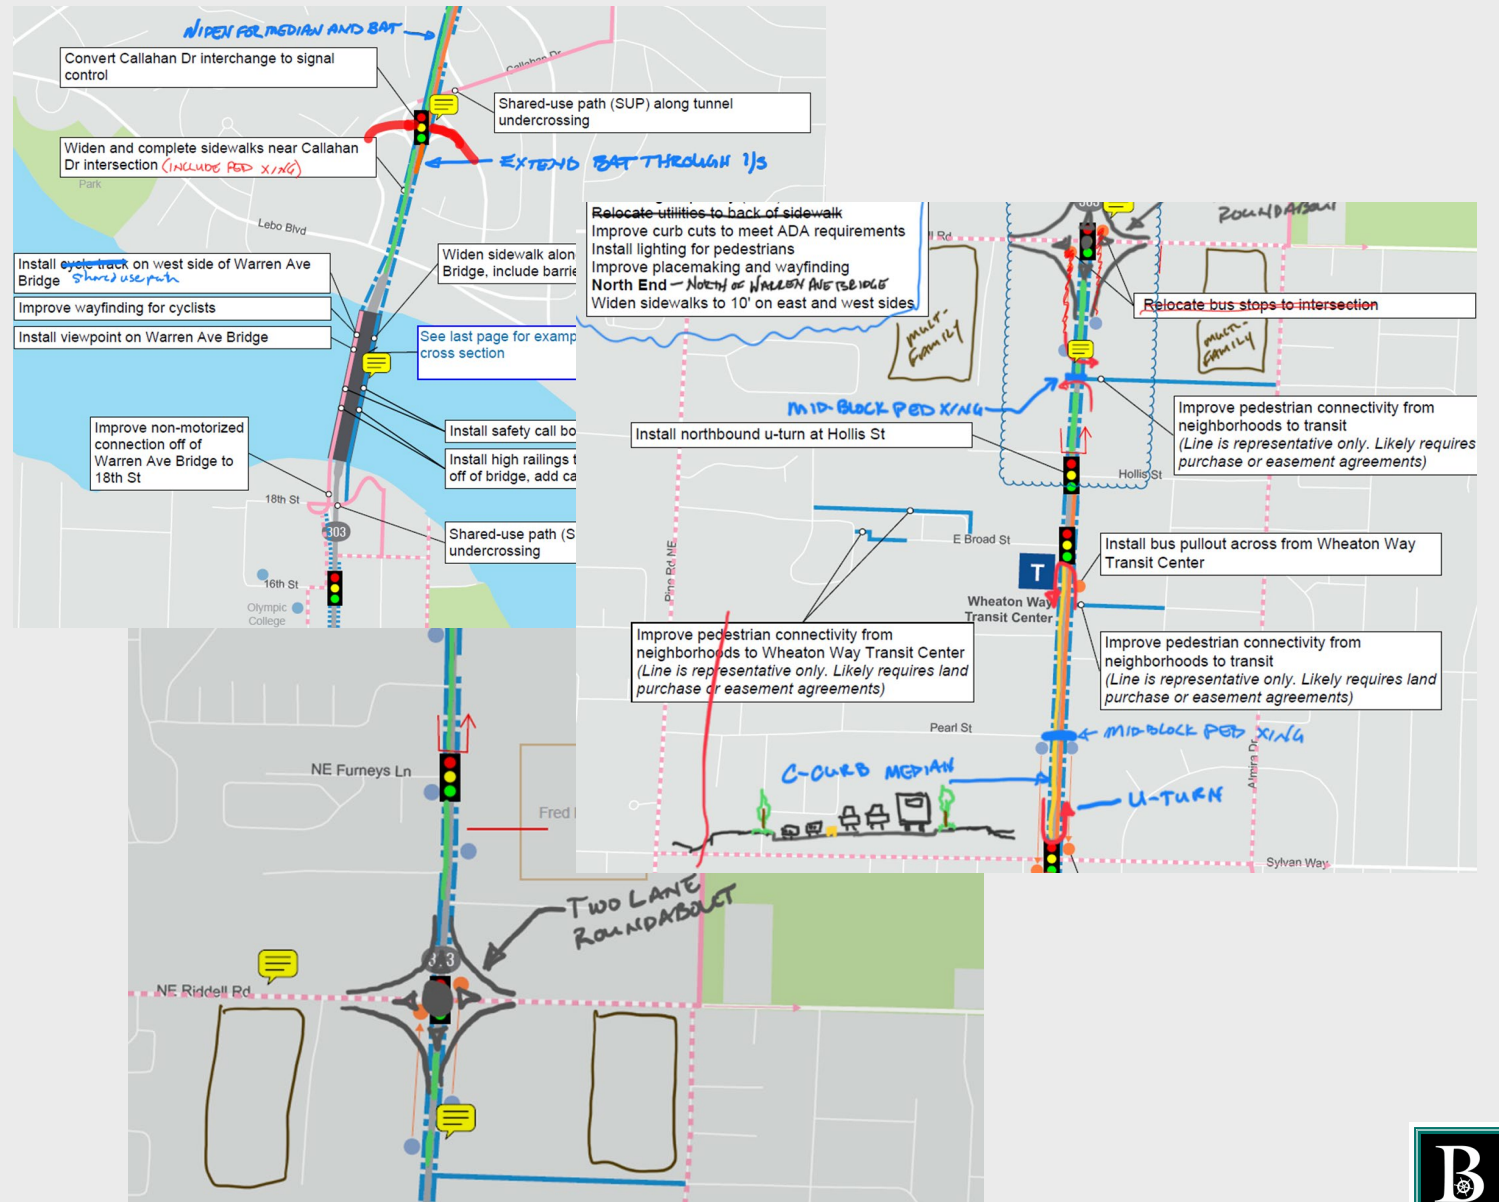 WIDEN FOR MEDIAN AND BAT
Convert Callahan Dr interchange to signal
control
Callahan Dr
Shared-use path (SUP) along tunnel
undercrossing
Widen and complete sidewalks near Callahan
Dr intersection (INCLUDE PED XING)
EXTEND BAT THROUGH I/S
Park
Lebo Blvd
Install cycle track on west side of Warren Ave
Bridge shared use path
Improve wayfinding for cyclists
Install viewpoint on Warren Ave Bridge
Widen sidewalk alon
Bridge, include barrie
See last page for examp
cross section
Improve non-motorized
connection off of
Warren Ave Bridge to
18th St
Install safety call bo
Install high railings t
off of bridge, add ca
18th St
303
Shared-use path (S
undercrossing
16th St
Olympic
College
Relocate utilities to back of sidewalk
Improve curb cuts to meet ADA requirements
Install lighting for pedestrians
Improve placemaking and wayfinding
North End - NORTH OF WARREN AVE BRIDGE
Widen sidewalks to 10' on east and west sides
303
ROUNDABOUT
ll Rd
Relocate bus stops to intersection
MULTI-
FAMILY
MULTI-
FAMILY
MID-BLOCK PED XING
Improve pedestrian connectivity from
neighborhoods to transit
(Line is representative only. Likely requires
purchase or easement agreements)
Install northbound u-turn at Hollis St
Hollis St
E Broad St
Install bus pullout across from Wheaton Way
Transit Center
T
Wheaton Way
Transit Center
Pine Rd NE
Improve pedestrian connectivity from
neighborhoods to Wheaton Way Transit Center
(Line is representative only. Likely requires land
purchase or easement agreements)
Improve pedestrian connectivity from
neighborhoods to transit
(Line is representative only. Likely requires land
purchase or easement agreements)
Pearl St
MID-BLOCK PED XING
Almira Dr
C-CURB MEDIAN
U-TURN
Sylvan Way
NE Furneys Ln
Fred
TWO LANE
ROUNDABOUT
303
NE Riddell Rd
B